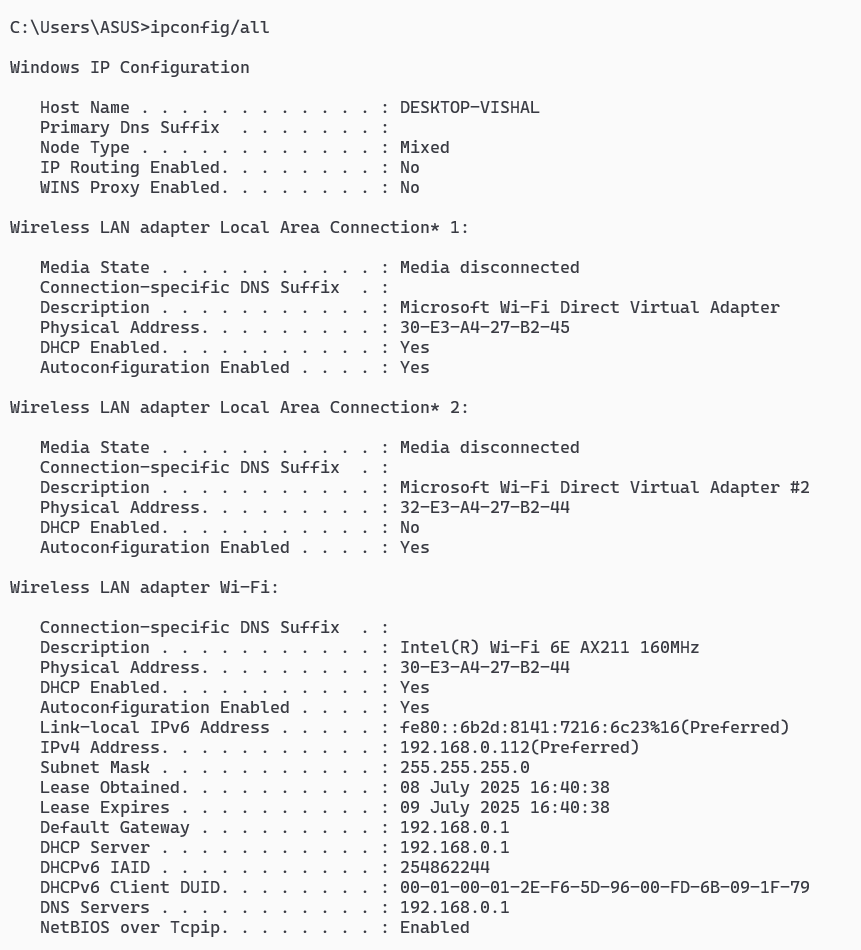 C:\Users\ASUS>ipconfig/all
Windows IP Configuration
Host Name . . . . . . . . . . . . : DESKTOP-VISHAL
Primary Dns Suffix  . . . . . . . :
Node Type . . . . . . . . . . . . : Mixed
IP Routing Enabled. . . . . . . . : No
WINS Proxy Enabled. . . . . . . . : No
Wireless LAN adapter Local Area Connection* 1:
Media State . . . . . . . . . . . : Media disconnected
Connection-specific DNS Suffix  . :
Description . . . . . . . . . . . : Microsoft Wi-Fi Direct Virtual Adapter
Physical Address. . . . . . . . . : 30-E3-A4-27-B2-45
DHCP Enabled. . . . . . . . . . . : Yes
Autoconfiguration Enabled . . . . : Yes
Wireless LAN adapter Local Area Connection* 2:
Media State . . . . . . . . . . . : Media disconnected
Connection-specific DNS Suffix  . :
Description . . . . . . . . . . . : Microsoft Wi-Fi Direct Virtual Adapter #2
Physical Address. . . . . . . . . : 32-E3-A4-27-B2-44
DHCP Enabled. . . . . . . . . . . : No
Autoconfiguration Enabled . . . . : Yes
Wireless LAN adapter Wi-Fi:
Connection-specific DNS Suffix  . :
Description . . . . . . . . . . . : Intel(R) Wi-Fi 6E AX211 160MHz
Physical Address. . . . . . . . . : 30-E3-A4-27-B2-44
DHCP Enabled. . . . . . . . . . . : Yes
Autoconfiguration Enabled . . . . : Yes
Link-local IPv6 Address . . . . . : fe80::6b2d:8141:7216:6c23%16(Preferred)
IPv4 Address. . . . . . . . . . . : 192.168.0.112(Preferred)
Subnet Mask . . . . . . . . . . . : 255.255.255.0
Lease Obtained. . . . . . . . . . : 08 July 2025 16:40:38
Lease Expires . . . . . . . . . . : 09 July 2025 16:40:38
Default Gateway . . . . . . . . . : 192.168.0.1
DHCP Server . . . . . . . . . . . : 192.168.0.1
DHCPv6 IAID . . . . . . . . . . . : 254862244
DHCPv6 Client DUID. . . . . . . . : 00-01-00-01-2E-F6-5D-96-00-FD-6B-09-1F-79
DNS Servers . . . . . . . . . . . : 192.168.0.1
NetBIOS over Tcpip. . . . . . . . : Enabled